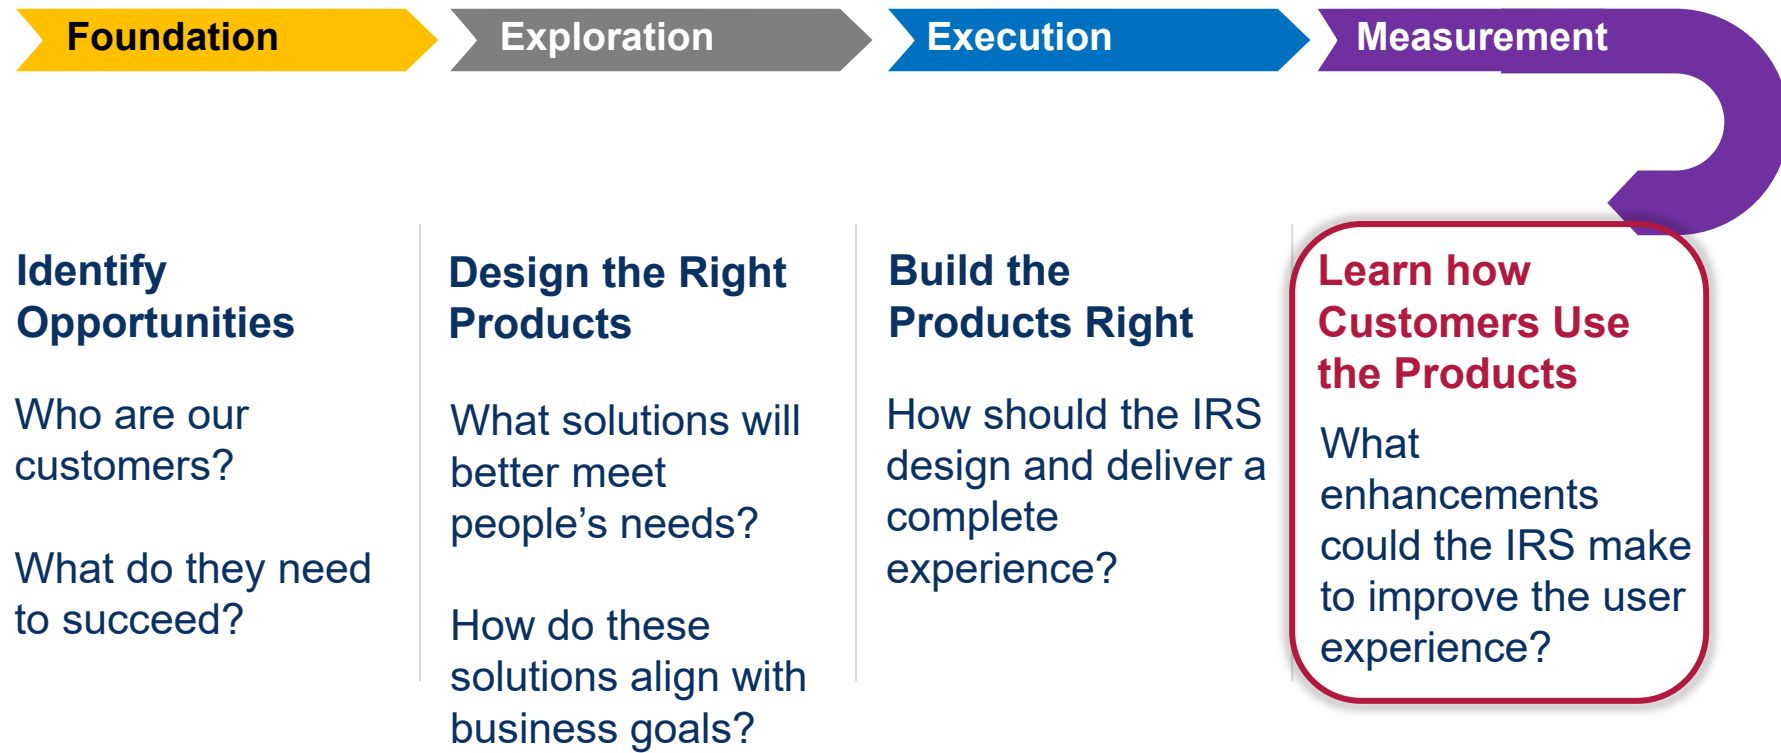 Foundation
Exploration
Execution
Measurement
Identify
Opportunities
Who are our
customers?
What do they need
to succeed?
Design the Right
Products
What solutions will
better meet
people’s needs?
How do these
solutions align with
business goals?
Build the
Products Right
How should the IRS
design and deliver a
complete
experience?
Learn how
Customers Use
the Products
What
enhancements
could the IRS make
to improve the user
experience?